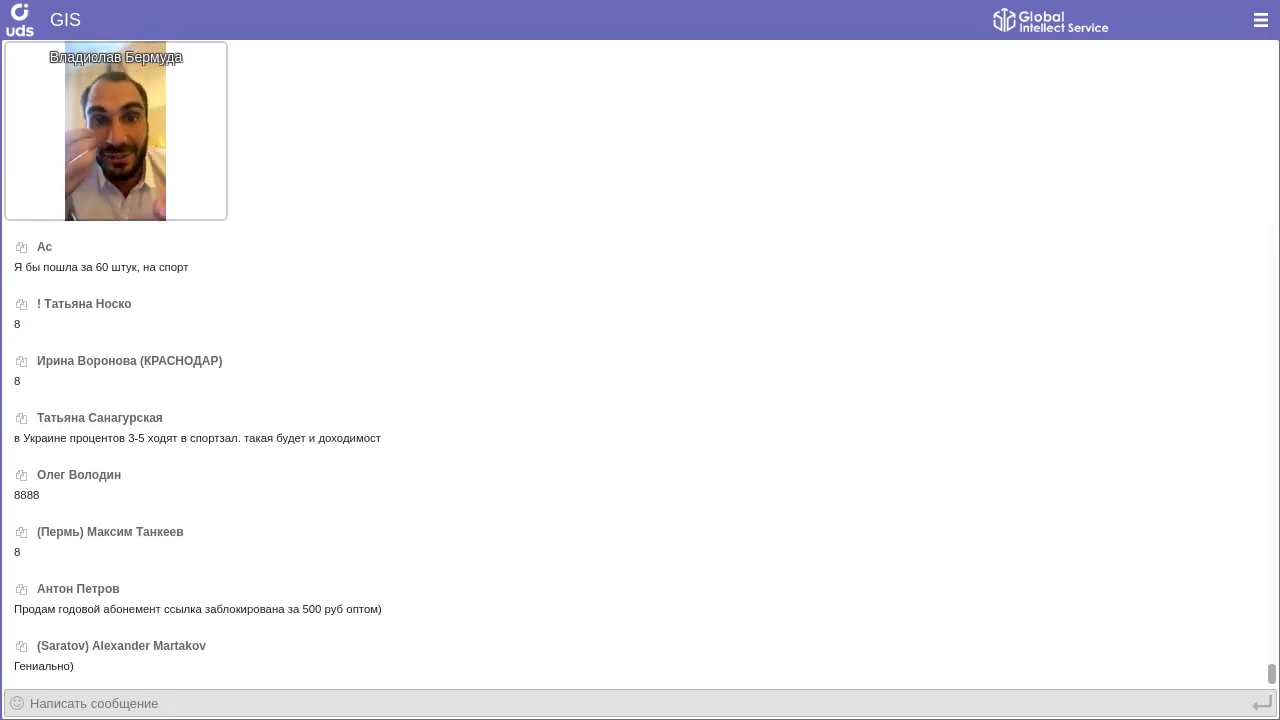 uds
GIS
Global
Intellect Service
Владислав Бермуда
Ас
Я бы пошла за 60 штук, на спорт
! Татьяна Носко
8
Ирина Воронова (КРАСНОДАР)
8
Татьяна Санагурская
в Украине процентов 3-5 ходят в спортзал. такая будет и доходимост
Олег Володин
8888
(Пермь) Максим Танкеев
8
Антон Петров
Продам годовой абонемент ссылка заблокирована за 500 руб оптом)
(Saratov) Alexander Martakov
Гениально)
Написать сообщение